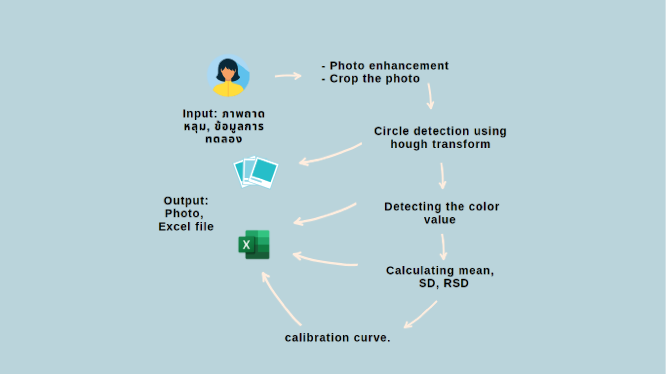 - Photo enhancement
- Crop the photo
Input: ภาพถาด
หลุม, ข้อมูลการ
ทดลอง
Circle detection using
hough transform
Output:
Photo,
Excel file
Detecting the color
value
X
Calculating mean,
SD, RSD
calibration curve.